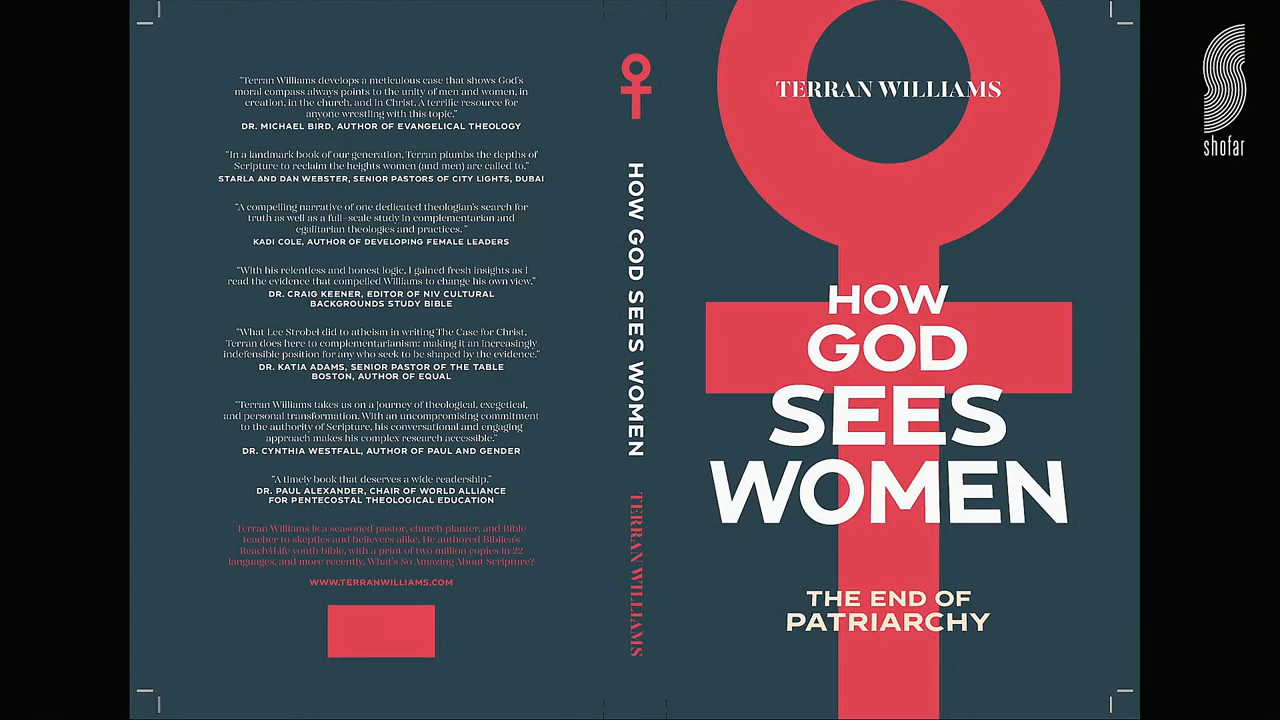 "Terran Williams develops a meticulous case that shows God's
moral compass always points to the unity of men and women, in
creation, in the church, and in Christ. A terrific resource for
anyone wrestling with this topic."
DR. MICHAEL BIRD, AUTHOR OF EVANGELICAL THEOLOGY
"In a landmark book of our generation, Terran plumbs the depths of
Scripture to reclaim the heights women (and men) are called to."
STARLA AND DAN WEBSTER, SENIOR PASTORS OF CITY LIGHTS, DUBAI
"A compelling narrative of one dedicated theologian's search for
truth as well as a full-scale study in complementarian and
egalitarian theologies and practices."
KADI COLE, AUTHOR OF DEVELOPING FEMALE LEADERS
"With his relentless and honest logic, I gained fresh insights as I
read the evidence that compelled Williams to change his own view."
DR. CRAIG KEENER, EDITOR OF NIV CULTURAL
BACKGROUNDS STUDY BIBLE
"What Lee Strobel did to atheism in writing The Case for Christ,
Terran does here to complementarianism: making it an increasingly
indefensible position for any who seek to be shaped by the evidence."
DR. KATIA ADAMS, SENIOR PASTOR OF THE TABLE
BOSTON, AUTHOR OF EQUAL
"Terran Williams takes us on a journey of theological, exegetical,
and personal transformation. With an uncompromising commitment
to the authority of Scripture, his conversational and engaging
approach makes his complex research accessible."
DR. CYNTHIA WESTFALL, AUTHOR OF PAUL AND GENDER
"A timely book that deserves a wide readership."
DR. PAUL ALEXANDER, CHAIR OF WORLD ALLIANCE
FOR PENTECOSTAL THEOLOGICAL EDUCATION
Terran Williams is a seasoned pastor, church planter, and Bible
teacher to skeptics and believers alike. He authored Biblica's
Reach4Life youth bible, with a print of two million copies in 22
languages, and more recently, What's So Amazing About Scripture?
WWW.TERRANWILLIAMS.COM
HOW GOD SEES WOMEN
TERRAN WILLIAMS
TERRAN WILLIAMS
HOW
GOD
SEES
WOMEN
THE END OF
PATRIARCHY
shofar